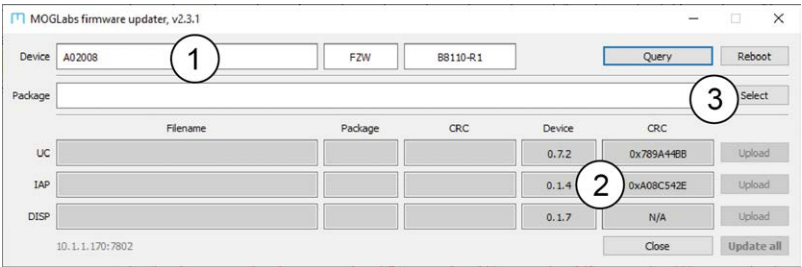 MOGLabs firmware updater, v2.3.1
Device A02008 1 FZW B8110-R1 Query Reboot
Package 3 Select
Filename Package CRC Device CRC
UC 0.7.2 0x789A44BB Upload
IAP 0.1.4 2 0xA08C542E Upload
DISP 0.1.7 N/A Upload
10.1.1.170:7802 Close Update all